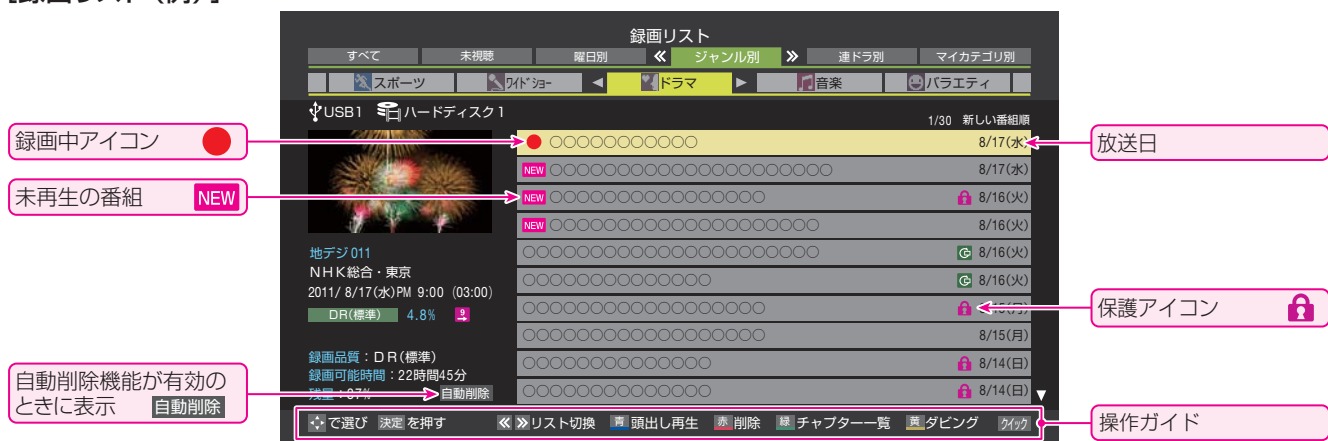 録画リスト
すべて 未視聴 曜日別 ≪ ジャンル別 ≫ 連ドラ別 マイカテゴリ別
スポーツ ワイドショー ◀ ドラマ ▶ 音楽 バラエティ
USB1 ハードディスク1
1/30 新しい番組順
録画中アイコン
○○○○○○○○○○○ 8/17(水)
放送日
NEW ○○○○○○○○○○○○○○○○○○○○○ 8/17(水)
未再生の番組 NEW
NEW ○○○○○○○○○○○○○○○○ 8/16(火)
NEW ○○○○○○○○○○○○○○○○○○○○ 8/16(火)
地デジ 011
○○○○○○○○○○○○○○○○○○○○ 8/16(火)
NHK総合・東京
○○○○○○○○○○○○○○ 8/16(火)
2011/ 8/17(水)PM 9:00 (03:00)
DR(標準) 4.8% 9
○○○○○○○○○○○○○○○○○○
保護アイコン
○○○○○○○○○○○○○○○○ 8/15(月)
録画品質：DR(標準)
○○○○○○○○○○○○○○ 8/14(日)
録画可能時間：22時間45分
自動削除
○○○○○○○○○○○○○○ 8/14(日)
自動削除機能が有効の
ときに表示 自動削除
で選び 決定 を押す ≪ ≫リスト切換 青 頭出し再生 赤 削除 緑 チャプター一覧 黄 ダビング クイック
操作ガイド